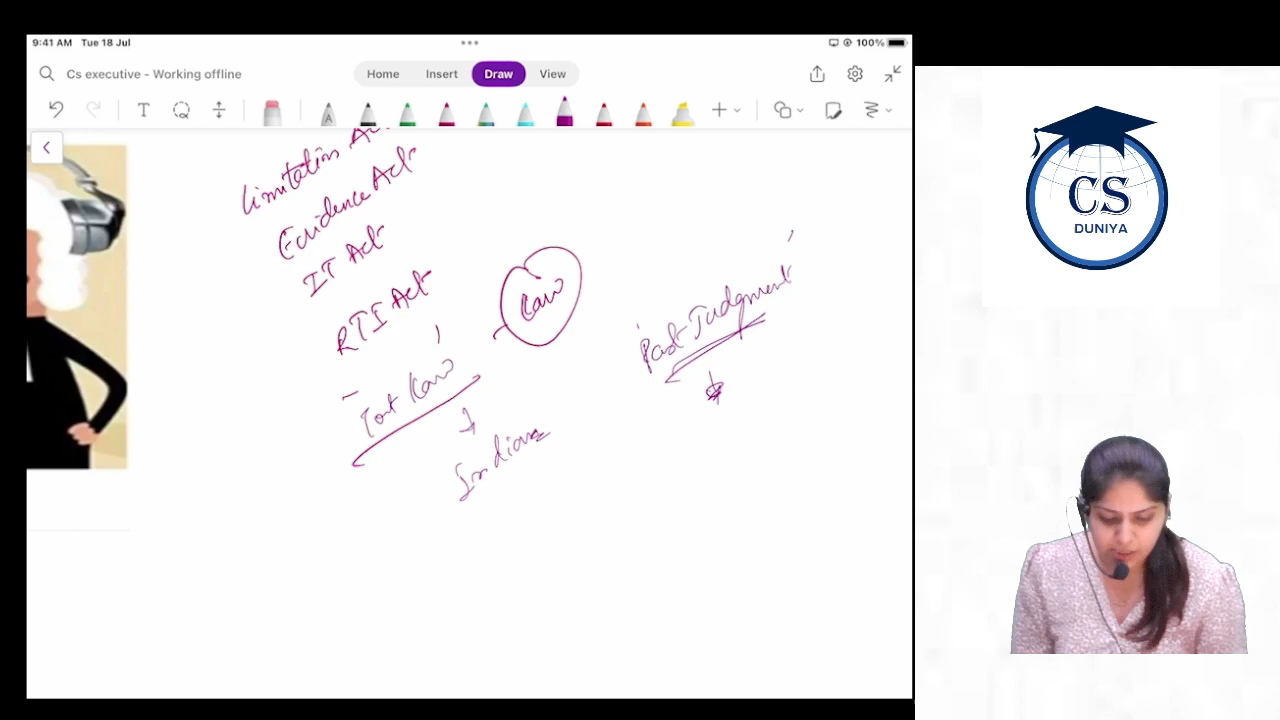 9:41 AM Tue 18 Jul
100%
Cs executive - Working offline
Home Insert Draw View
T
A
Limitation Act
Evidence Act
IT Act
RTI Act
Law
Tort Law
Past Judgment
CS
DUNIYA